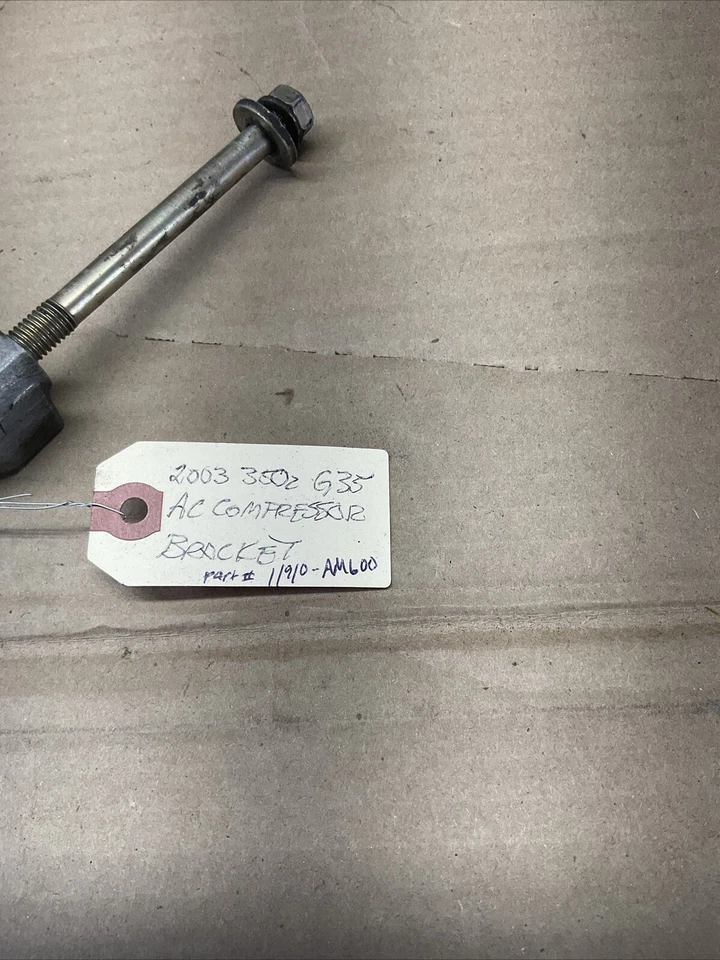 2003 350z G35
AC COMPRESSOR
BRACKET
part # 11910-AM600